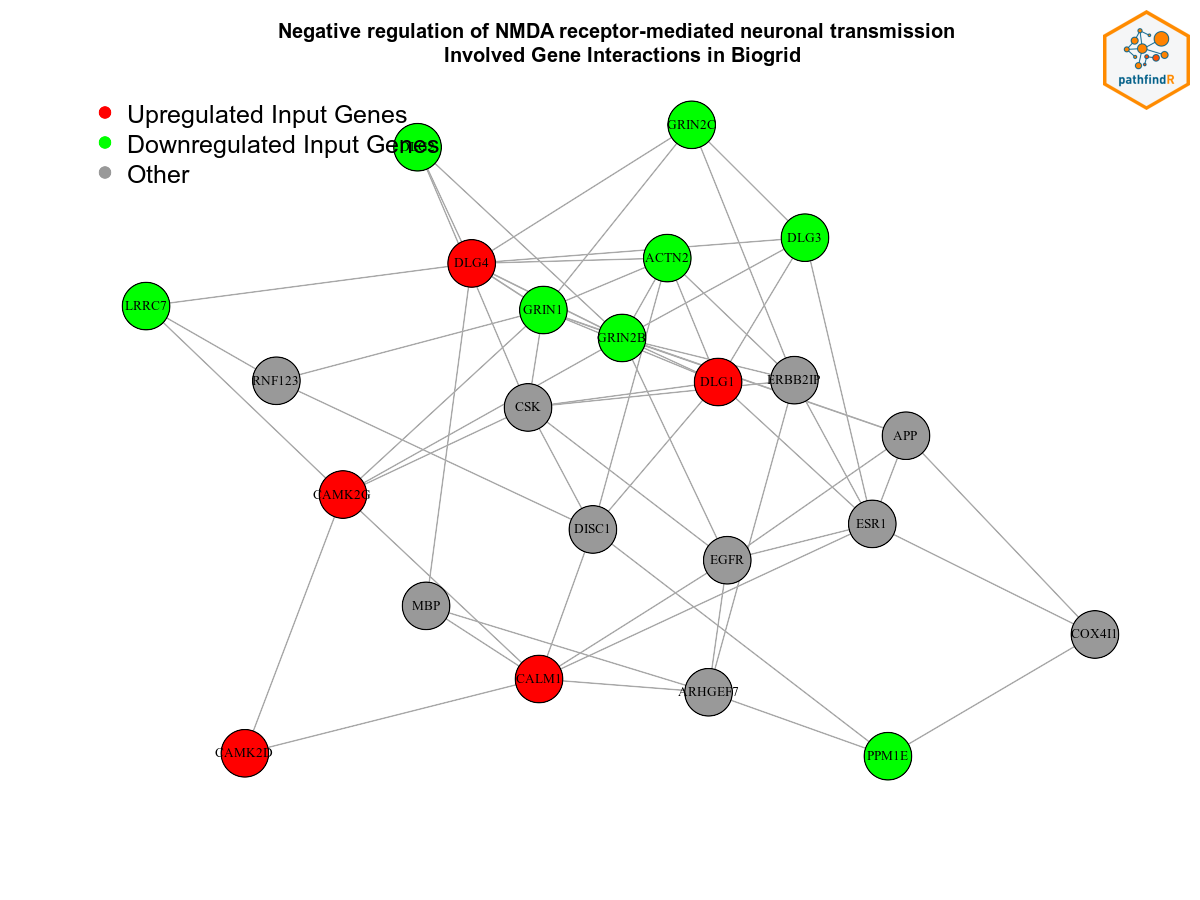 Negative regulation of NMDA receptor-mediated neuronal transmission
Involved Gene Interactions in Biogrid
pathfindR
Upregulated Input Genes
Downregulated Input Genes
Other
GRIN2C
DLG3
ACTN2
DLG4
LRRC7
GRIN1
GRIN2B
RNF123
DLG1
ERBB2IP
CSK
APP
CAMK2G
DISC1
ESR1
EGFR
MBP
COX4I1
CALM1
ARHGEF7
CAMK2D
PPM1E